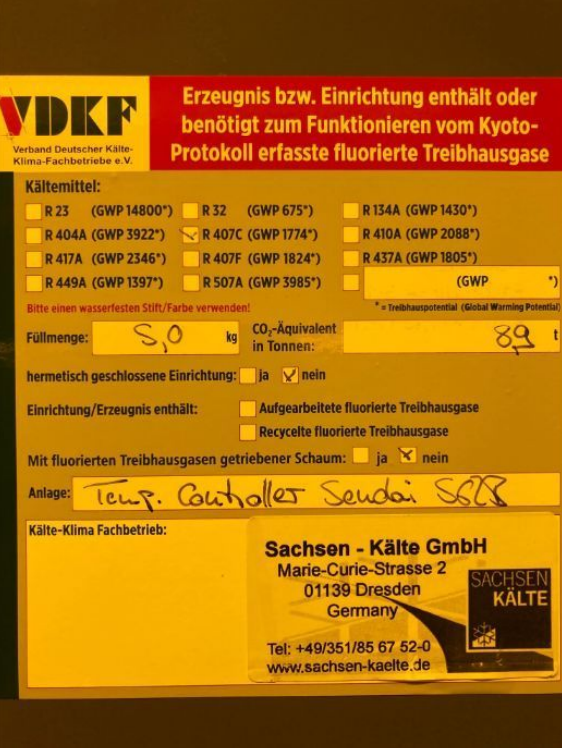 VDKF
Verband Deutscher Kälte-
Klima-Fachbetriebe e.V.
Erzeugnis bzw. Einrichtung enthält oder
benötigt zum Funktionieren vom Kyoto-
Protokoll erfasste fluorierte Treibhausgase
Kältemittel:
R 23 (GWP 14800*) R 32 (GWP 675*) R 134A (GWP 1430*)
R 404A (GWP 3922*) R 407C (GWP 1774*) R 410A (GWP 2088*)
R 417A (GWP 2346*) R 407F (GWP 1824*) R 437A (GWP 1805*)
R 449A (GWP 1397*) R 507A (GWP 3985*) (GWP *)
Bitte einen wasserfesten Stift/Farbe verwenden! * = Treibhauspotential (Global Warming Potential)
Füllmenge: 5,0 kg CO₂-Äquivalent in Tonnen: 8,9 t
hermetisch geschlossene Einrichtung: ja nein
Einrichtung/Erzeugnis enthält: Aufgearbeitete fluorierte Treibhausgase
Recycelte fluorierte Treibhausgase
Mit fluorierten Treibhausgasen getriebener Schaum: ja nein
Anlage: Temp. Controller Sendai S628
Kälte-Klima Fachbetrieb:
Sachsen - Kälte GmbH
Marie-Curie-Strasse 2
01139 Dresden
Germany
Tel: +49/351/85 67 52-0
www.sachsen-kaelte.de
SACHSEN
KÄLTE